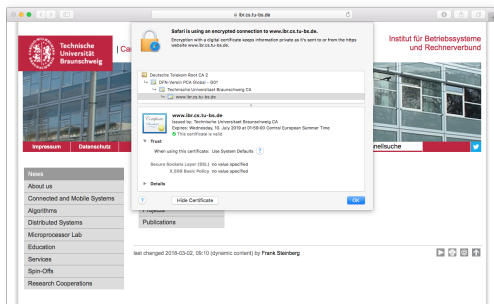 www.ibr.cs.tu-bs.de
Technische
Universität
Braunschweig
Institut für Betriebssysteme
und Rechnerverbund
Safari is using an encrypted connection to www.ibr.cs.tu-bs.de.
Encryption with a digital certificate keeps information private as it's sent to or from the https
website www.ibr.cs.tu-bs.de.
Deutsche Telekom Root CA 2
DFN-Verein PCA Global - G01
Technische Universitaet Braunschweig CA
www.ibr.cs.tu-bs.de
Certificate
www.ibr.cs.tu-bs.de
Issued by: Technische Universitaet Braunschweig CA
Expires: Wednesday, 10. July 2019 at 01:59:00 Central European Summer Time
This certificate is valid
Trust
When using this certificate: Use System Defaults ?
Secure Sockets Layer (SSL) no value specified
X.509 Basic Policy no value specified
Details
? Hide Certificate OK
Impressum Datenschutz
nellsuche
News
About us
Connected and Mobile Systems
Algorithms
Distributed Systems
Microprocessor Lab
Education
Services
Spin-Offs
Research Cooperations
Projects
Publications
last changed 2018-03-02, 09:10 (dynamic content) by Frank Steinberg